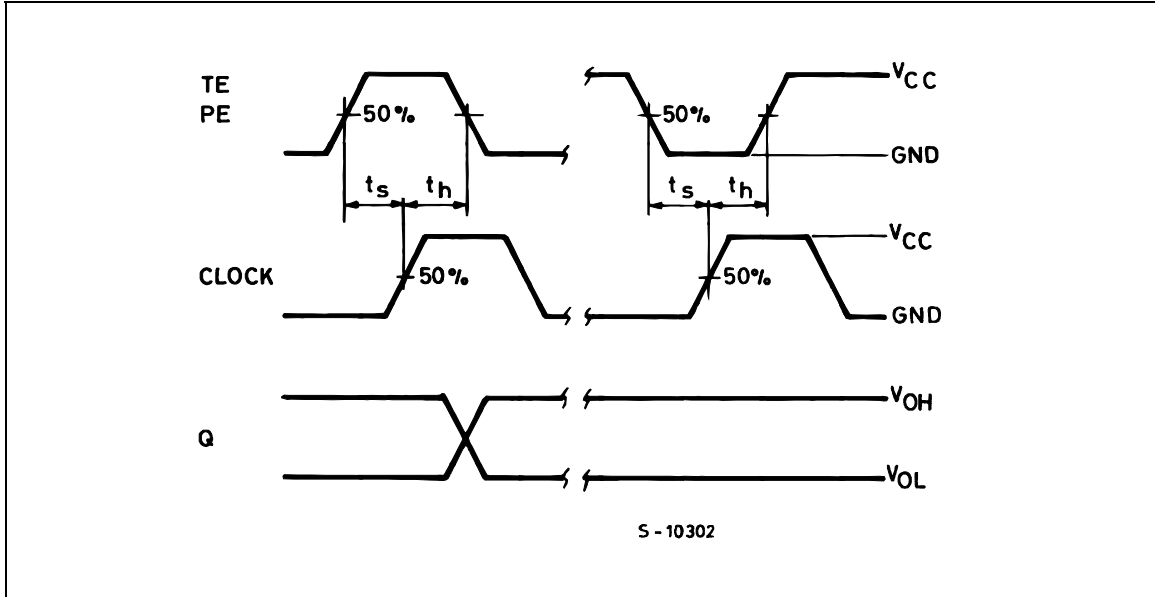 TE
PE
50%
50%
VCC
GND
ts
th
ts
th
CLOCK
50%
50%
VCC
GND
Q
VOH
VOL
S-10302